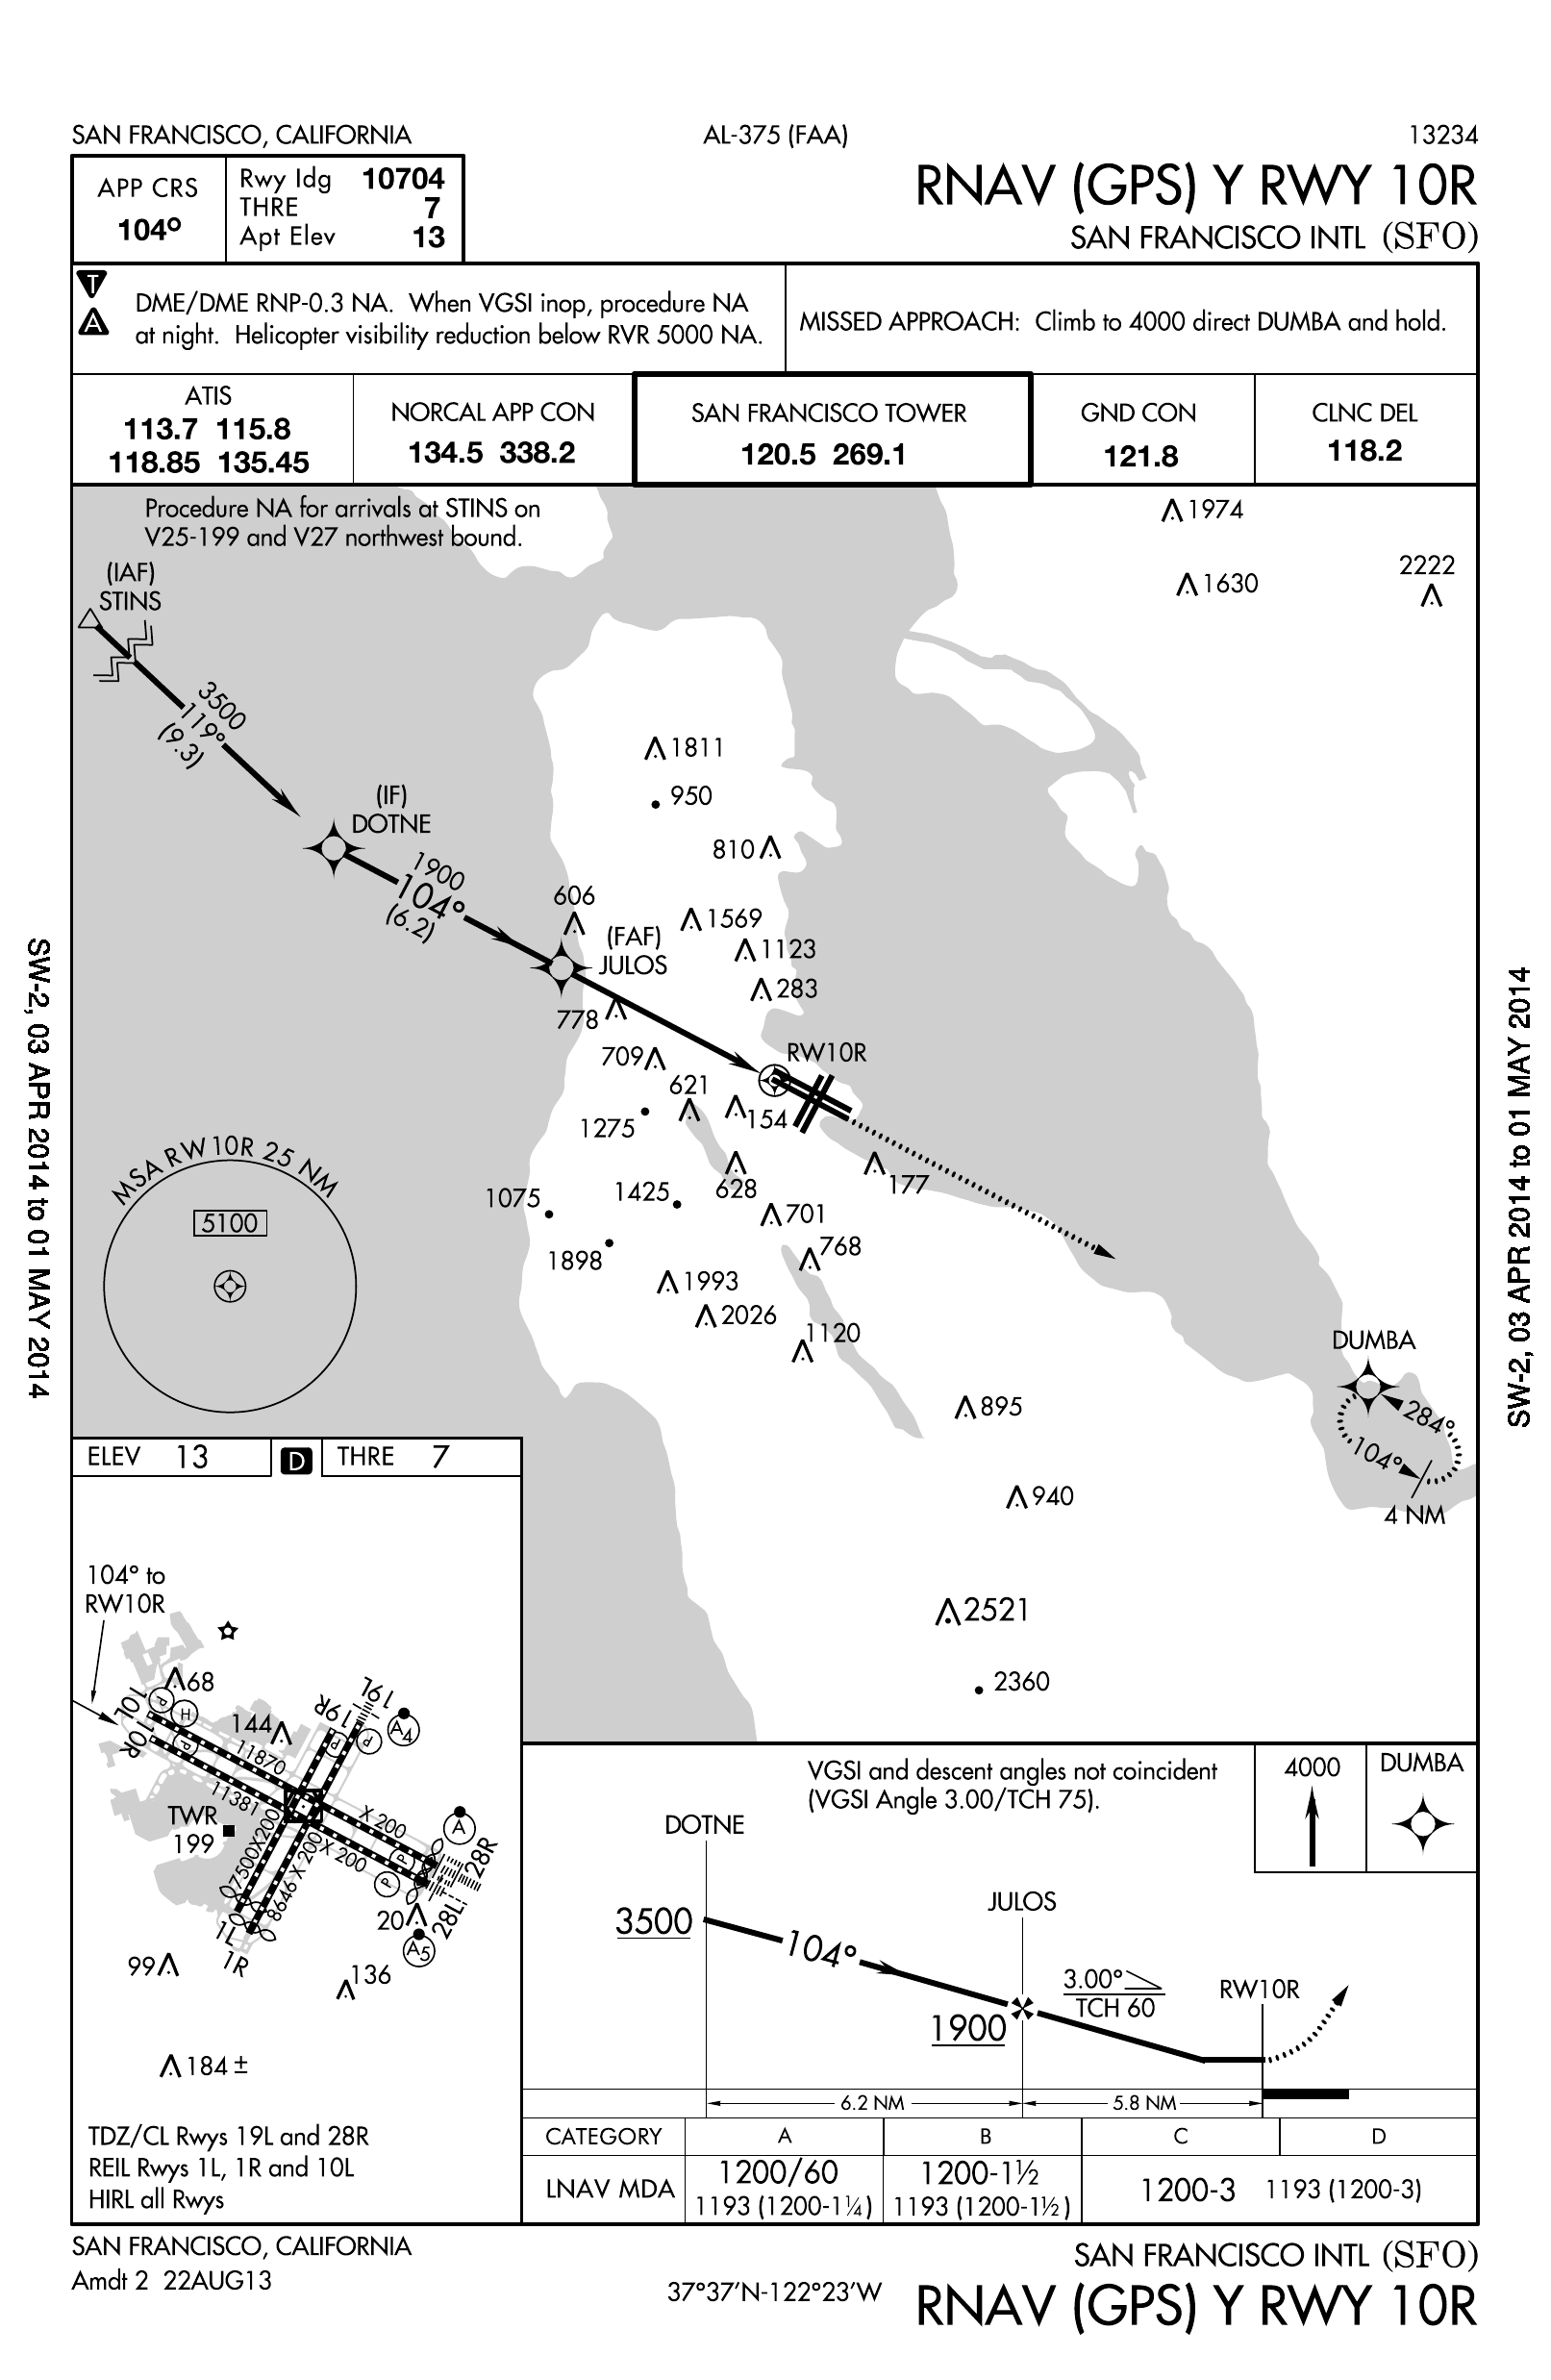 SAN FRANCISCO, CALIFORNIA
AL-375 (FAA)
13234
APP CRS
104°
Rwy Idg 10704
THRE 7
Apt Elev 13
RNAV (GPS) Y RWY 10R
SAN FRANCISCO INTL (SFO)
T
A
DME/DME RNP-0.3 NA. When VGSI inop, procedure NA
at night. Helicopter visibility reduction below RVR 5000 NA.
MISSED APPROACH: Climb to 4000 direct DUMBA and hold.
ATIS
113.7 115.8
118.85 135.45
NORCAL APP CON
134.5 338.2
SAN FRANCISCO TOWER
120.5 269.1
GND CON
121.8
CLNC DEL
118.2
Procedure NA for arrivals at STINS on
V25-199 and V27 northwest bound.
(IAF)
STINS
3500
119°
(9.3)
(IF)
DOTNE
1900
104°
(6.2)
(FAF)
JULOS
RW10R
1974
1630
2222
1811
950
810
606
1569
1123
283
778
709
621
154
1275
177
1075
1425
628
701
768
1898
1993
2026
1120
895
940
2521
2360
MSA RW 10R 25 NM
5100
DUMBA
284°
104°
4 NM
SW-2, 03 APR 2014 to 01 MAY 2014
SW-2, 03 APR 2014 to 01 MAY 2014
ELEV 13
D
THRE 7
104° to
RW10R
68
10L
10R
P
H
P
144
19R
19L
P
P
A4
11870
11381
X 200
X 200
TWR
199
7500X200
8646 X 200
A
P
P
28R
28L
20
A5
1L
1R
99
136
184 ±
TDZ/CL Rwys 19L and 28R
REIL Rwys 1L, 1R and 10L
HIRL all Rwys
VGSI and descent angles not coincident
(VGSI Angle 3.00/TCH 75).
4000
DUMBA
DOTNE
3500
104°
JULOS
1900
3.00°
TCH 60
RW10R
6.2 NM
5.8 NM
CATEGORY A B C D
LNAV MDA
1200/60
1193 (1200-1¼)
1200-1½
1193 (1200-1½)
1200-3 1193 (1200-3)
SAN FRANCISCO, CALIFORNIA
Amdt 2 22AUG13
37°37'N-122°23'W
SAN FRANCISCO INTL (SFO)
RNAV (GPS) Y RWY 10R